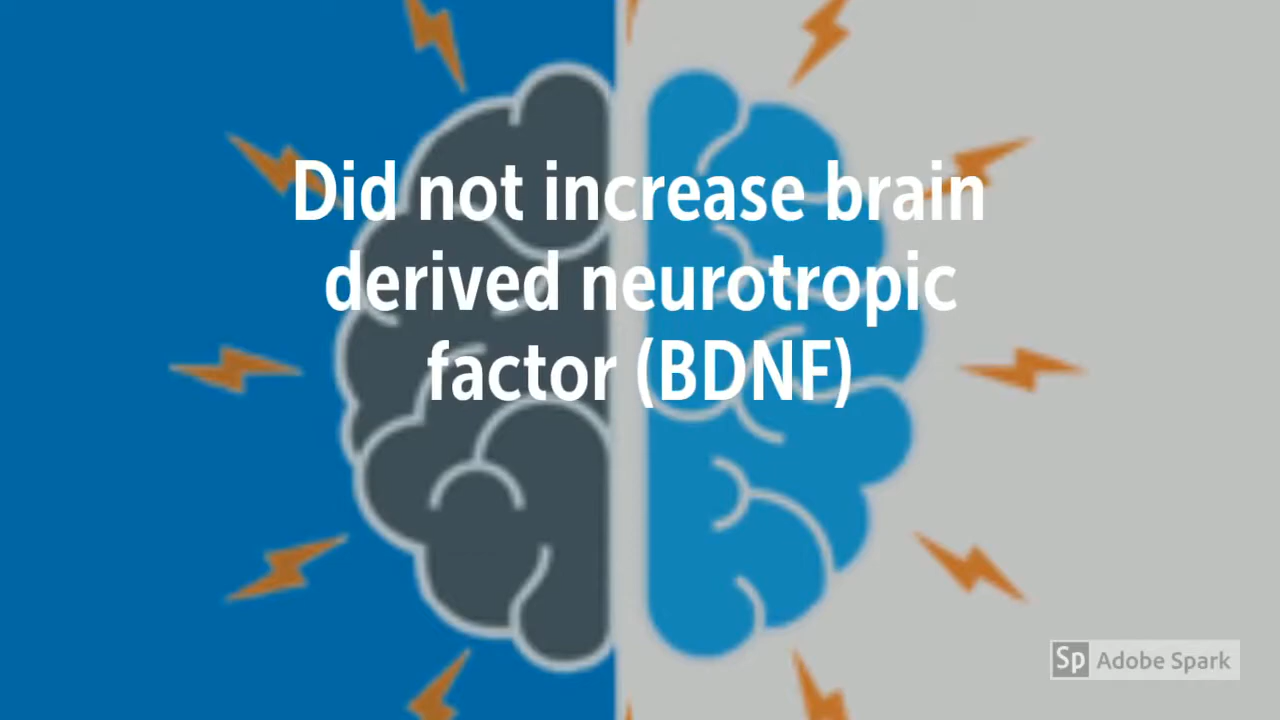 Did not increase brain
derived neurotropic
factor (BDNF)
Sp Adobe Spark